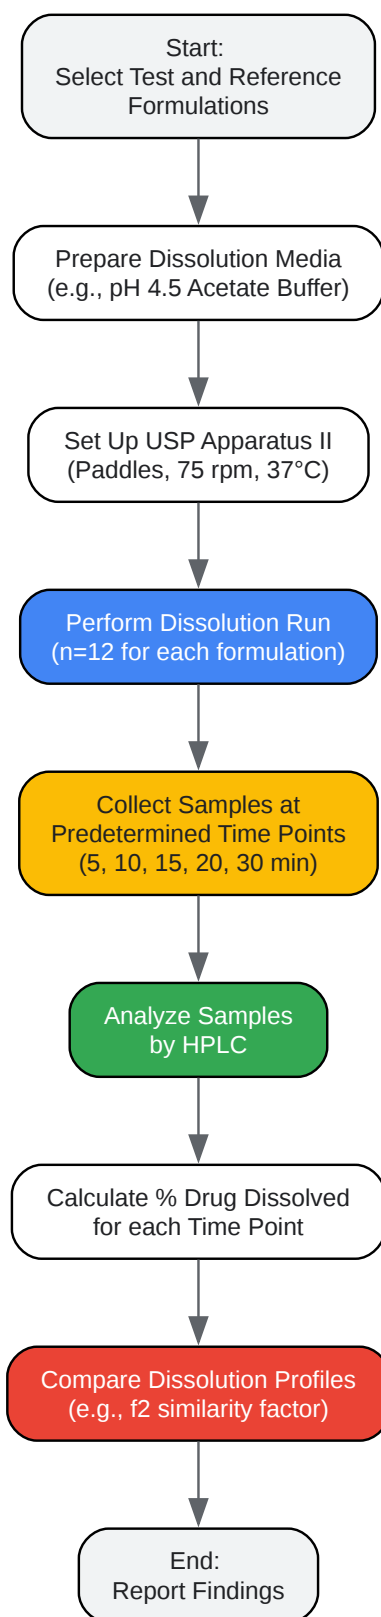 Start:
Select Test and Reference
Formulations
Prepare Dissolution Media
(e.g., pH 4.5 Acetate Buffer)
Set Up USP Apparatus II
(Paddles, 75 rpm, 37°C)
Perform Dissolution Run
(n=12 for each formulation)
Collect Samples at
Predetermined Time Points
(5, 10, 15, 20, 30 min)
Analyze Samples
by HPLC
Calculate % Drug Dissolved
for each Time Point
Compare Dissolution Profiles
(e.g., f2 similarity factor)
End:
Report Findings